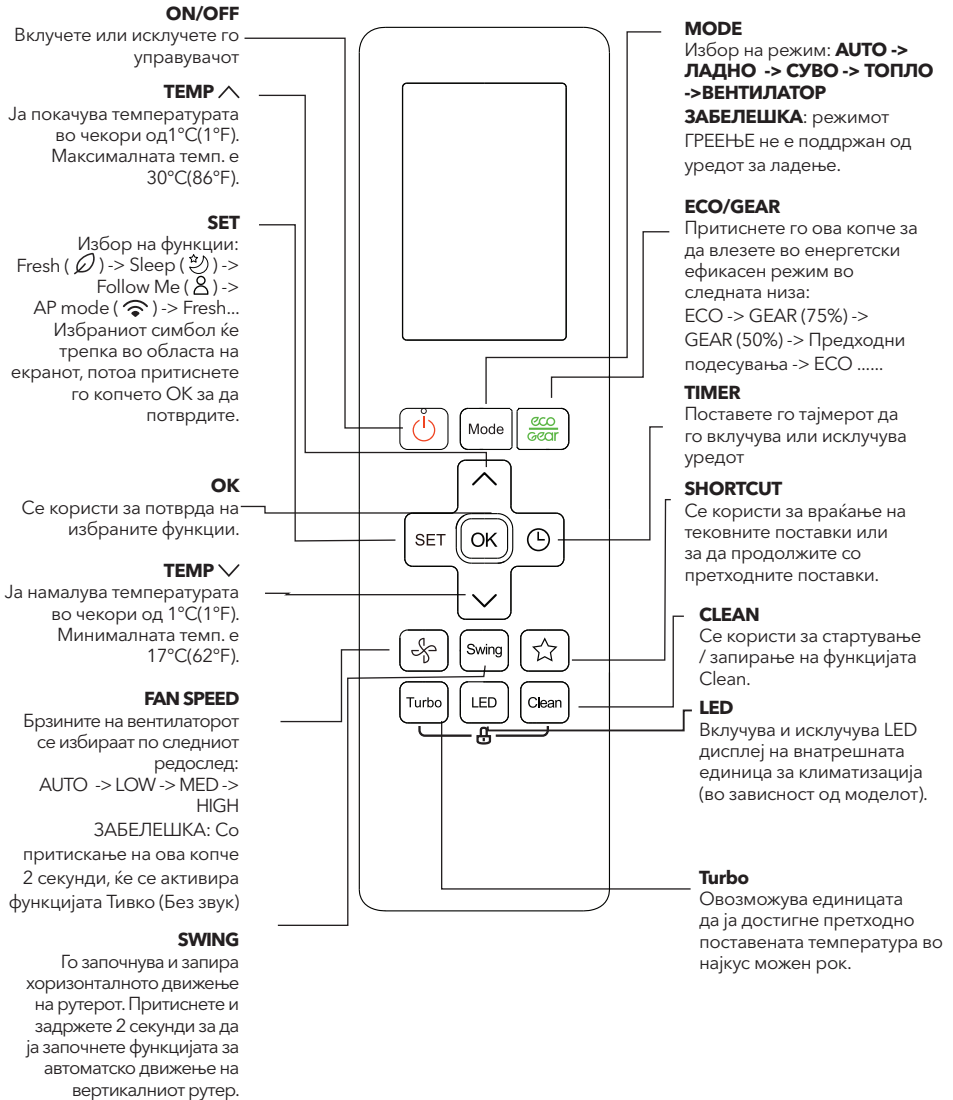 ON/OFF
Вклучете или исклучете го
управувачот
TEMP
Ја покачува температурата
во чекори од1°C(1°F).
Максималната темп. е
30°C(86°F).
SET
Избор на функции:
Fresh ( ) -> Sleep ( ) ->
Follow Me ( ) ->
AP mode ( ) -> Fresh...
Избраниот симбол ќе
трепка во областа на
екранот, потоа притиснете
го копчето OK за да
потврдите.
OK
Се користи за потврда на
избраните функции.
TEMP
Ја намалува температурата
во чекори од 1°C(1°F).
Минималната темп. е
17°C(62°F).
FAN SPEED
Брзините на вентилаторот
се избираат по следниот
редослед:
AUTO -> LOW -> MED ->
HIGH
ЗАБЕЛЕШКА: Со
притискање на ова копче
2 секунди, ќе се активира
функцијата Тивко (Без звук)
SWING
Го започнува и запира
хоризонталното движење
на рутерот. Притиснете и
задржете 2 секунди за да
ја започнете функцијата за
автоматско движење на
вертикалниот рутер.
Mode
eco
Gear
SET
OK
Swing
Turbo
LED
Clean
MODE
Избор на режим: AUTO ->
ЛАДНО -> СУВО -> ТОПЛО
->ВЕНТИЛАТОР
ЗАБЕЛЕШКА: режимот
ГРЕЕЊЕ не е поддржан од
уредот за ладење.
ECO/GEAR
Притиснете го ова копче за
да влезете во енергетски
ефикасен режим во
следната низа:
ECO -> GEAR (75%) ->
GEAR (50%) -> Предходни
подесувања -> ECO ......
TIMER
Поставете го тајмерот да
го вклучува или исклучува
уредот
SHORTCUT
Се користи за враќање на
тековните поставки или
за да продолжите со
претходните поставки.
CLEAN
Се користи за стартување
/ запирање на функцијата
Clean.
LED
Вклучува и исклучува LED
дисплеј на внатрешната
единица за климатизација
(во зависност од моделот).
Turbo
Овозможува единицата
да ја достигне претходно
поставената температура во
најкус можен рок.